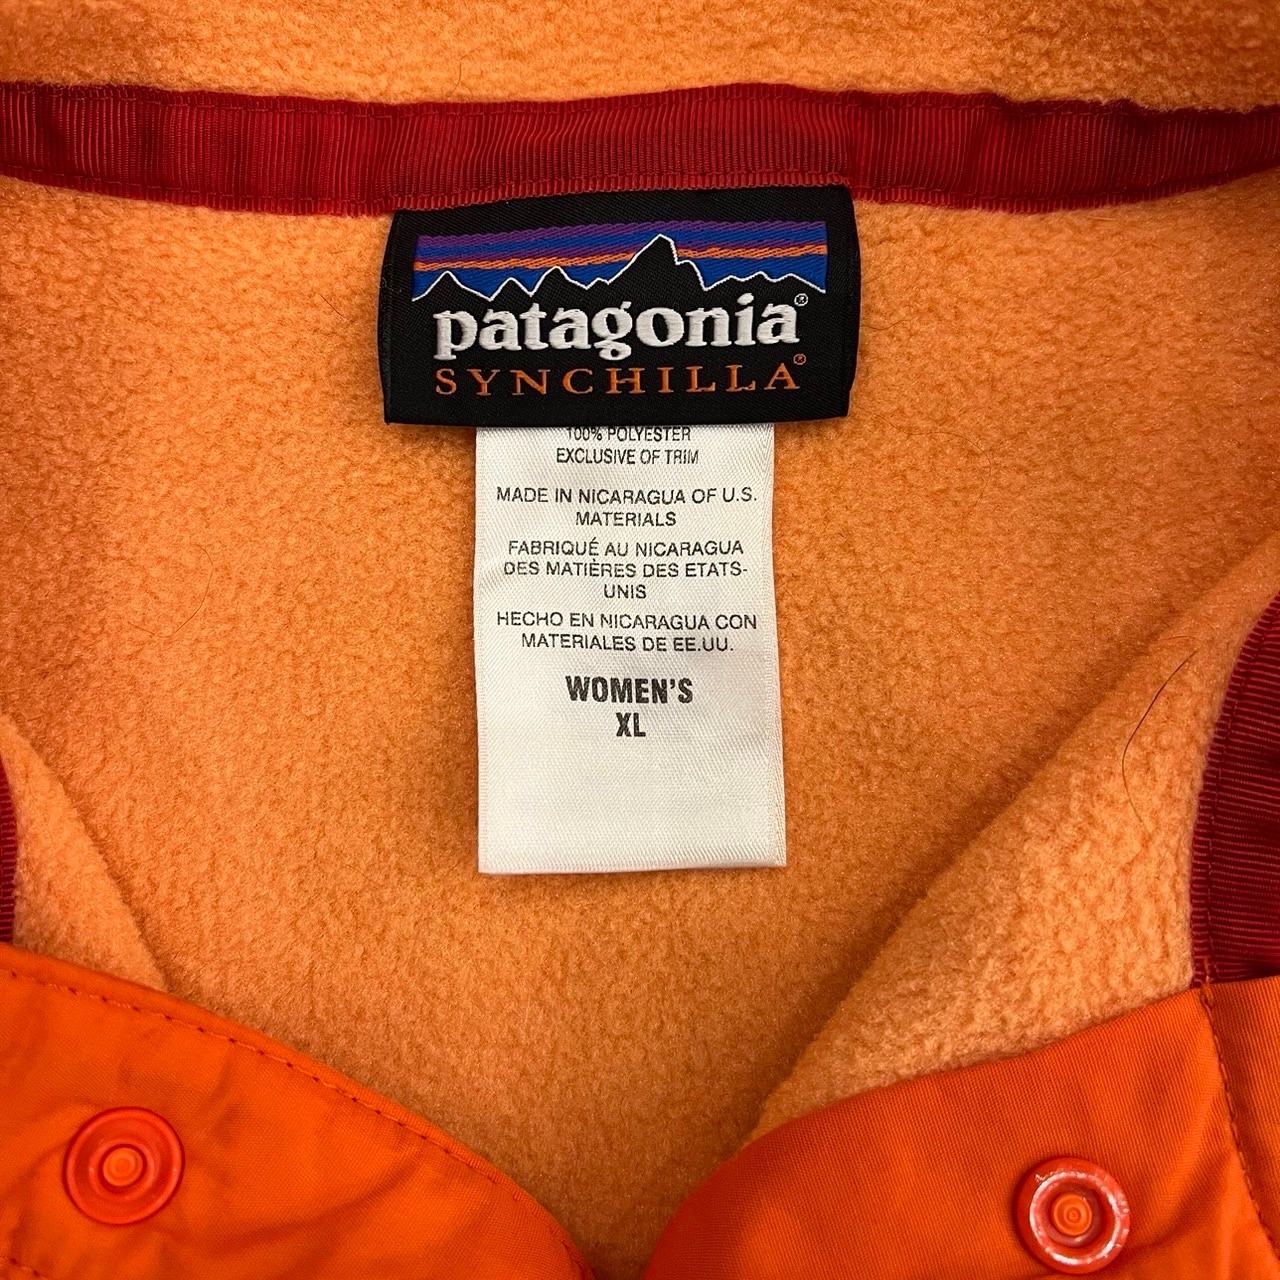 patagonia®
SYNCHILLA®
100% POLYESTER
EXCLUSIVE OF TRIM
MADE IN NICARAGUA OF U.S.
MATERIALS
FABRIQUÉ AU NICARAGUA
DES MATIÈRES DES ETATS-
UNIS
HECHO EN NICARAGUA CON
MATERIALES DE EE.UU.
WOMEN'S
XL